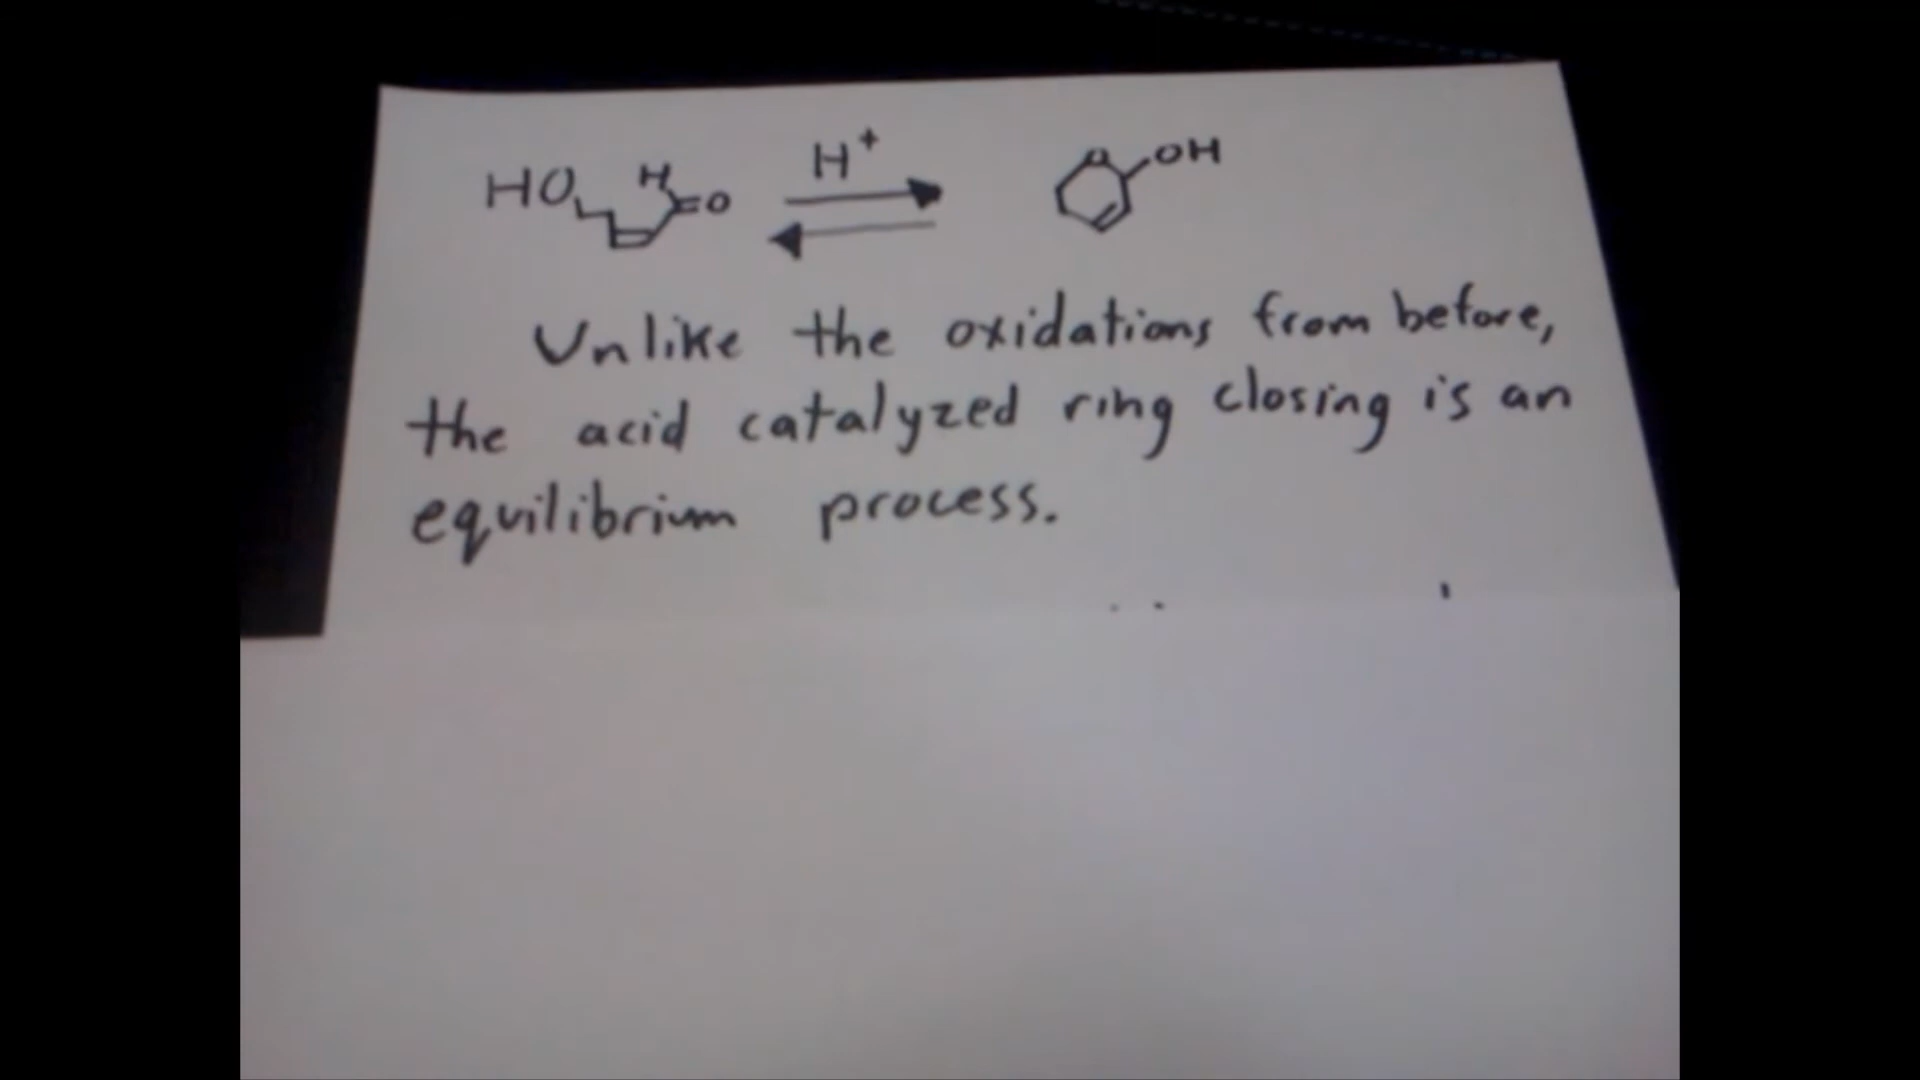 HO H =O H⁺ O OH
Unlike the oxidations from before,
the acid catalyzed ring closing is an
equilibrium process.